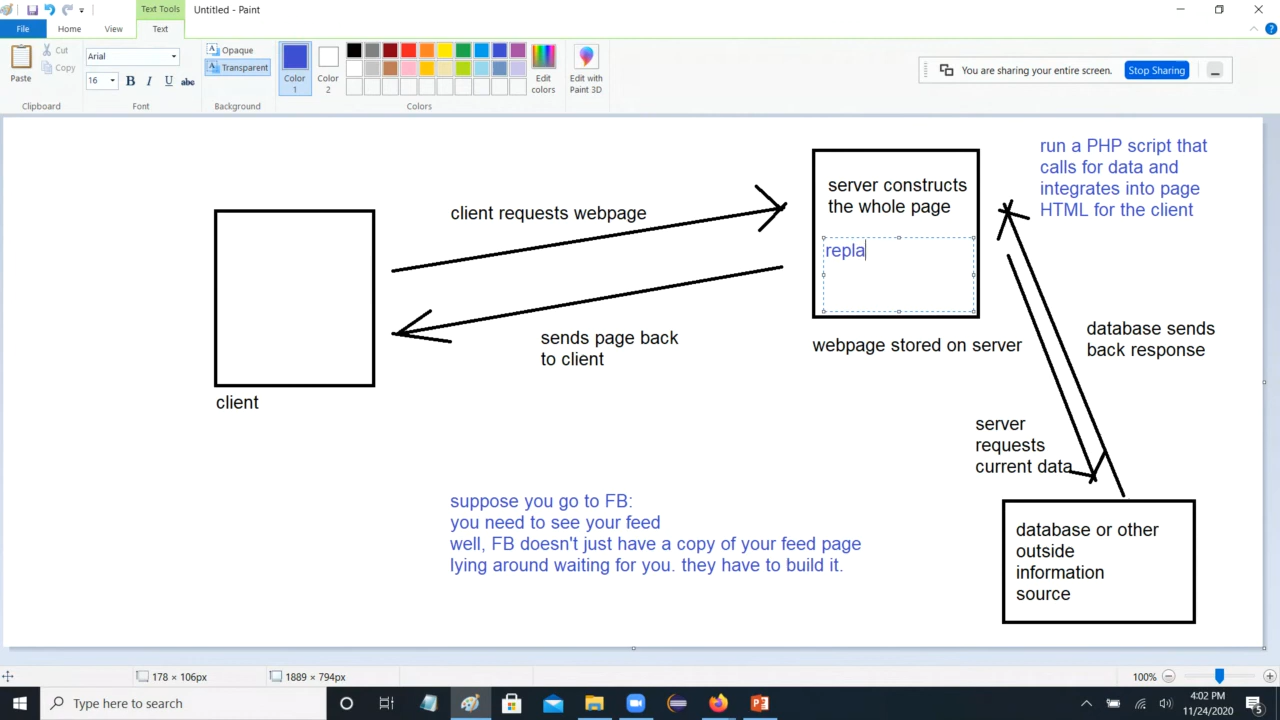 Text Tools
Untitled - Paint
File
Home
View
Text
Paste
Cut
Copy
Clipboard
Arial
16
B I U abc
Font
Opaque
Transparent
Background
Color 1
Color 2
Colors
Edit colors
Edit with Paint 3D
You are sharing your entire screen.
Stop Sharing
run a PHP script that
calls for data and
integrates into page
HTML for the client
server constructs
the whole page
repla
client requests webpage
sends page back
to client
client
webpage stored on server
database sends
back response
server
requests
current data
suppose you go to FB:
you need to see your feed
well, FB doesn't just have a copy of your feed page
lying around waiting for you. they have to build it.
database or other
outside
information
source
178 × 106px
1889 × 794px
100%
Type here to search
4:02 PM
11/24/2020
5